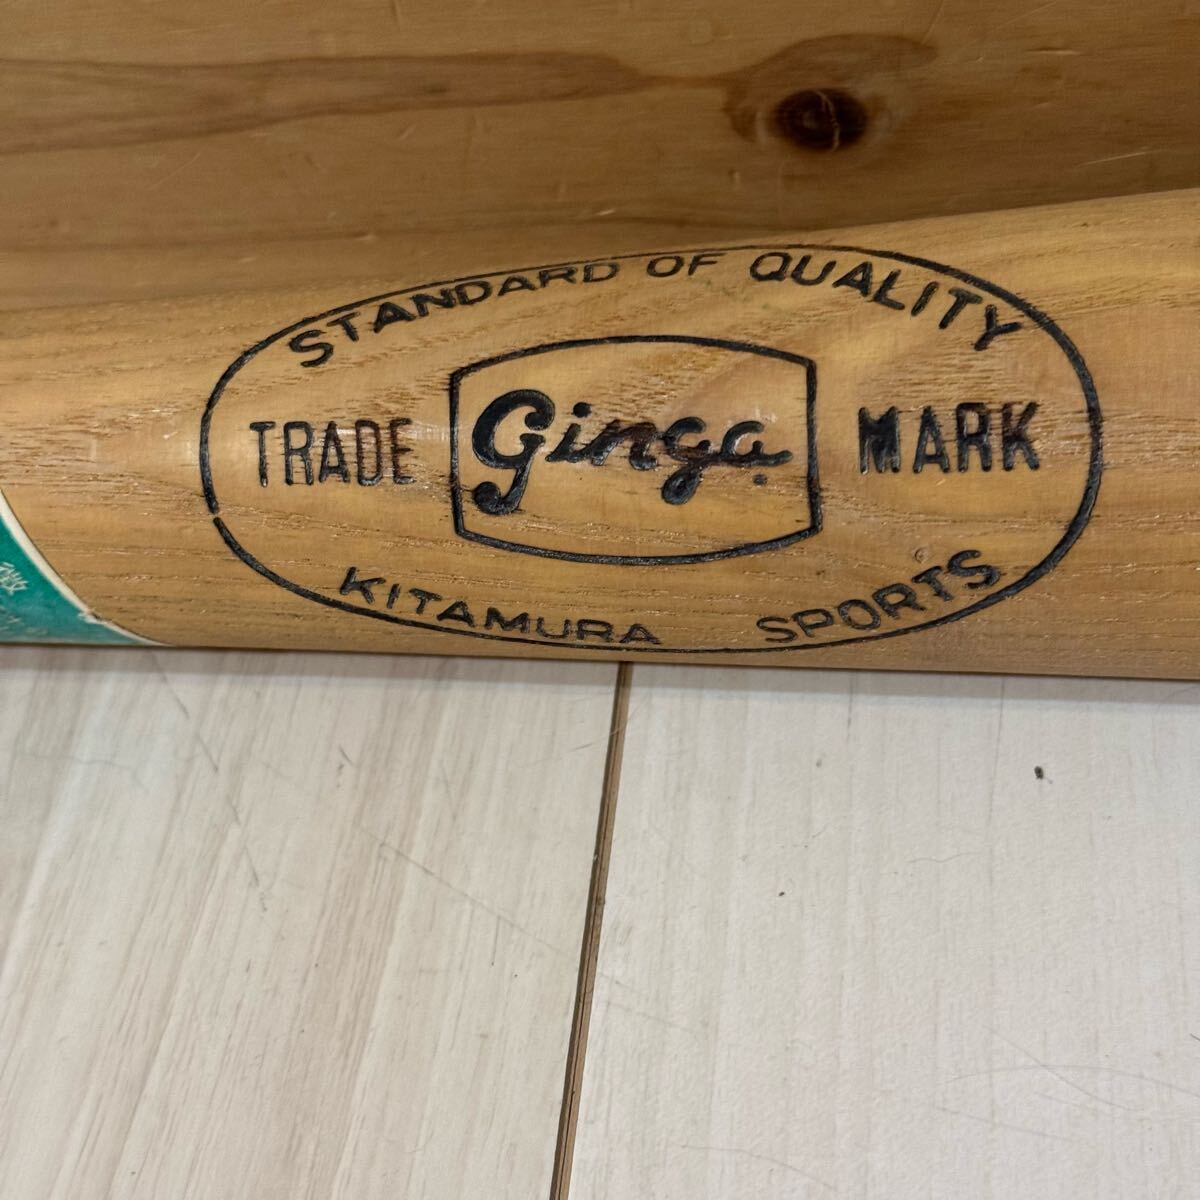 STANDARD OF QUALITY
TRADE Ginga. MARK
KITAMURA SPORTS